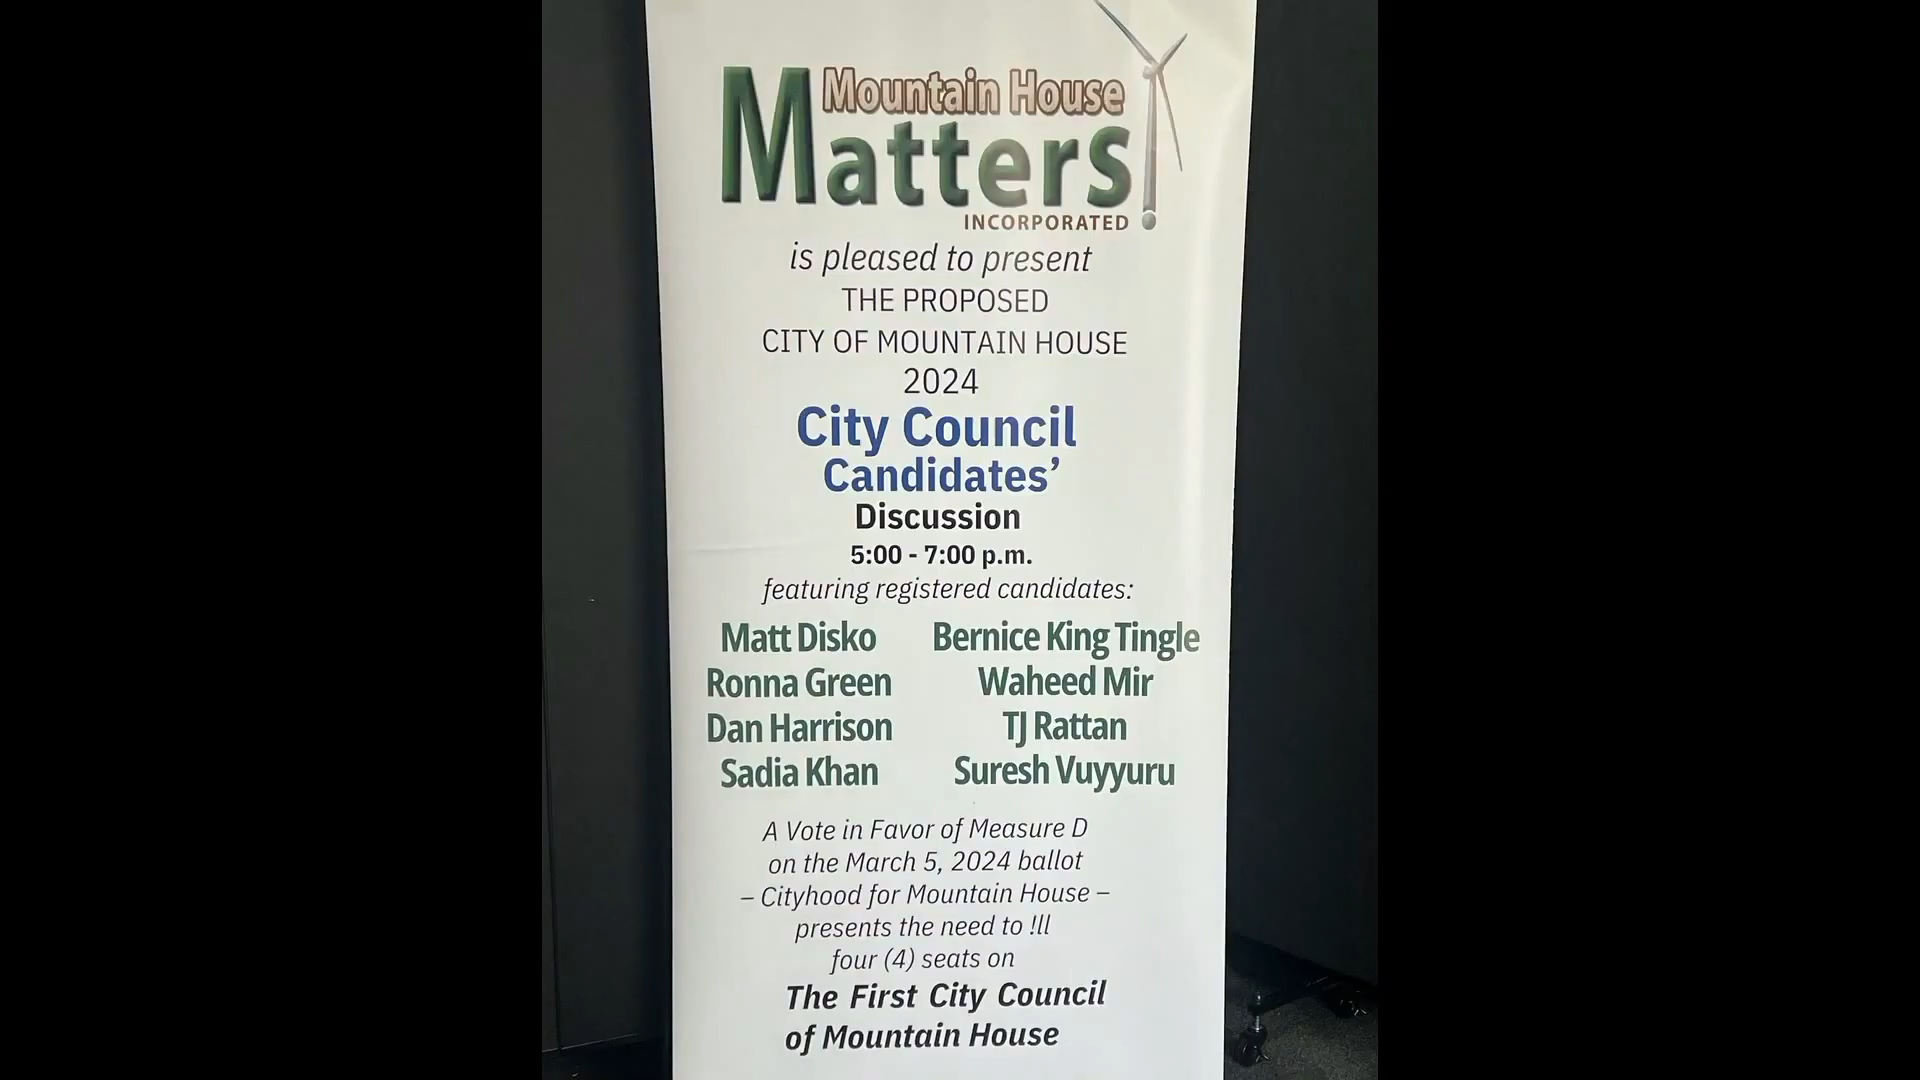 Mountain House
Matters!
INCORPORATED
is pleased to present
THE PROPOSED
CITY OF MOUNTAIN HOUSE
2024
City Council
Candidates’
Discussion
5:00 - 7:00 p.m.
featuring registered candidates:
Matt Disko
Ronna Green
Dan Harrison
Sadia Khan
Bernice King Tingle
Waheed Mir
TJ Rattan
Suresh Vuyyuru
A Vote in Favor of Measure D
on the March 5, 2024 ballot
– Cityhood for Mountain House –
presents the need to !ll
four (4) seats on
The First City Council
of Mountain House